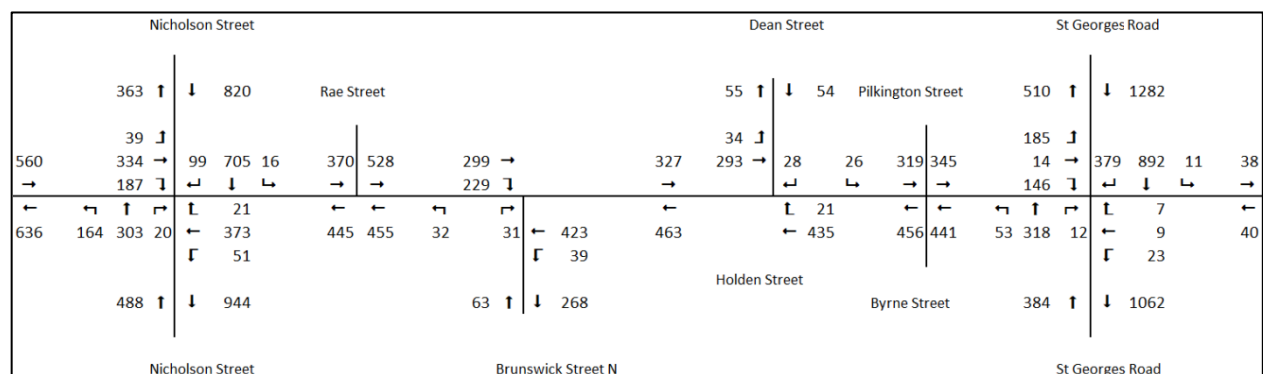 Nicholson Street Dean Street St Georges Road
363 ↑ ↓ 820 Rae Street 55 ↑ ↓ 54 Pilkington Street 510 ↑ ↓ 1282
39 34 185
560 334 → 99 705 16 370 528 299 → 327 293 → 28 26 319 345 14 → 379 892 11 38
→ 187 ↓ → → 229 → → → 146 ↓ →
← ↑ 21 ← ← ← 21 ← ← ↑ 7 ←
636 164 303 20 ← 373 445 455 32 31 ← 423 463 ← 435 456 441 53 318 12 ← 9 40
51 39 23
Holden Street
488 ↑ ↓ 944 63 ↑ ↓ 268 Byrne Street 384 ↑ ↓ 1062
Nicholson Street Brunswick Street N St Georges Road